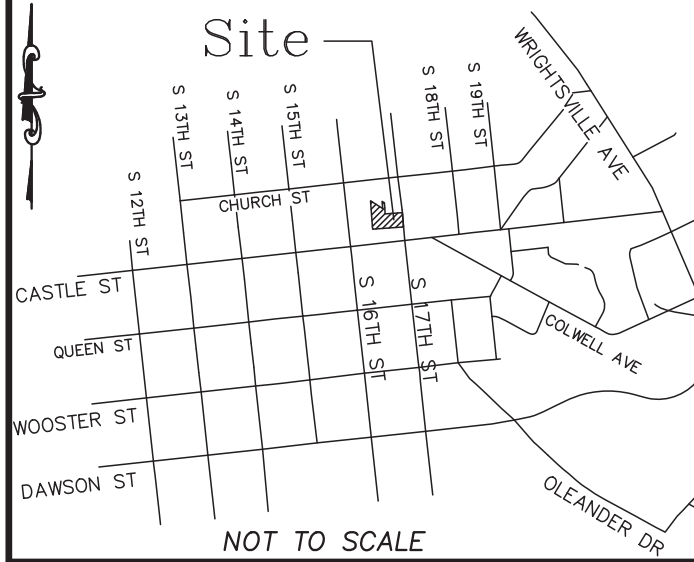 Site
WRIGHTSVILLE AVE
S 13TH ST
S 14TH ST
S 15TH ST
S 18TH ST
S 19TH ST
S 12TH ST
CHURCH ST
CASTLE ST
S 16TH ST
S 17TH ST
QUEEN ST
COLWELL AVE
WOOSTER ST
DAWSON ST
OLEANDER DR
NOT TO SCALE